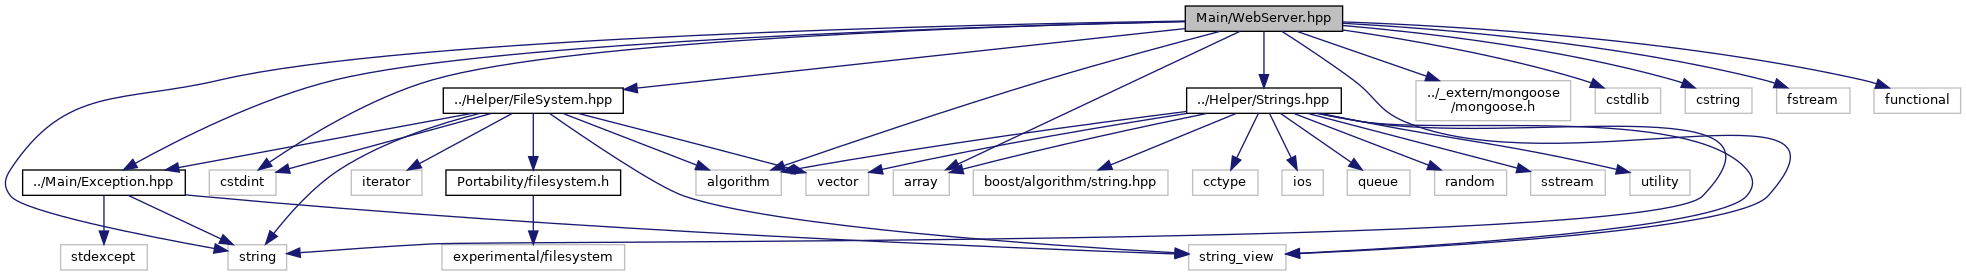 Main/WebServer.hpp
../Helper/FileSystem.hpp
../Helper/Strings.hpp
../_extern/mongoose
/mongoose.h
cstdlib
cstring
fstream
functional
../Main/Exception.hpp
cstdint
iterator
Portability/filesystem.h
algorithm
vector
array
boost/algorithm/string.hpp
cctype
ios
queue
random
sstream
utility
stdexcept
string
experimental/filesystem
string_view